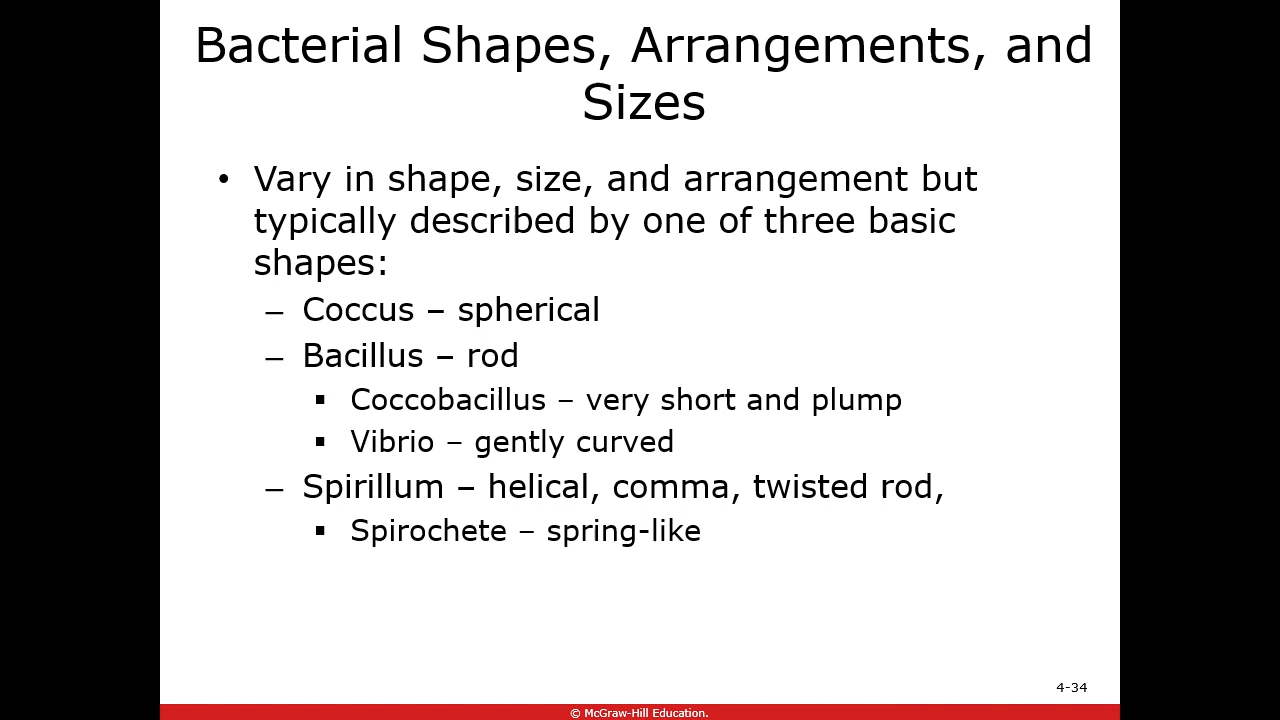 Bacterial Shapes, Arrangements, and
Sizes
• Vary in shape, size, and arrangement but
typically described by one of three basic
shapes:
– Coccus – spherical
– Bacillus – rod
▪ Coccobacillus – very short and plump
▪ Vibrio – gently curved
– Spirillum – helical, comma, twisted rod,
▪ Spirochete – spring-like
4-34
© McGraw-Hill Education.